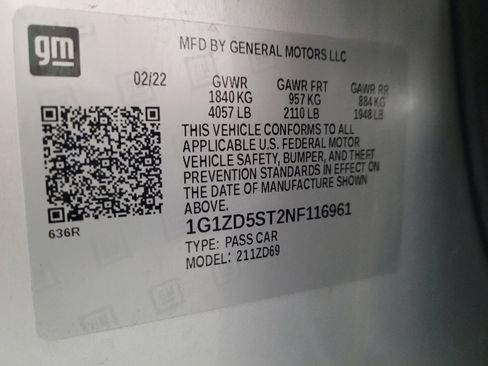 gm
MFD BY GENERAL MOTORS LLC
02/22 GVWR GAWR FRT GAWR RR
1840 KG 957 KG 884 KG
4057 LB 2110 LB 1948 LB
THIS VEHICLE CONFORMS TO ALL
APPLICABLE U.S. FEDERAL MOTOR
VEHICLE SAFETY, BUMPER, AND THEFT
PREVENTION STANDARDS IN EFFECT ON
THE DATE OF MANUFACTURE SHOWN
ABOVE.
636R
1G1ZD5ST2NF116961
TYPE: PASS CAR
MODEL: 211ZD69